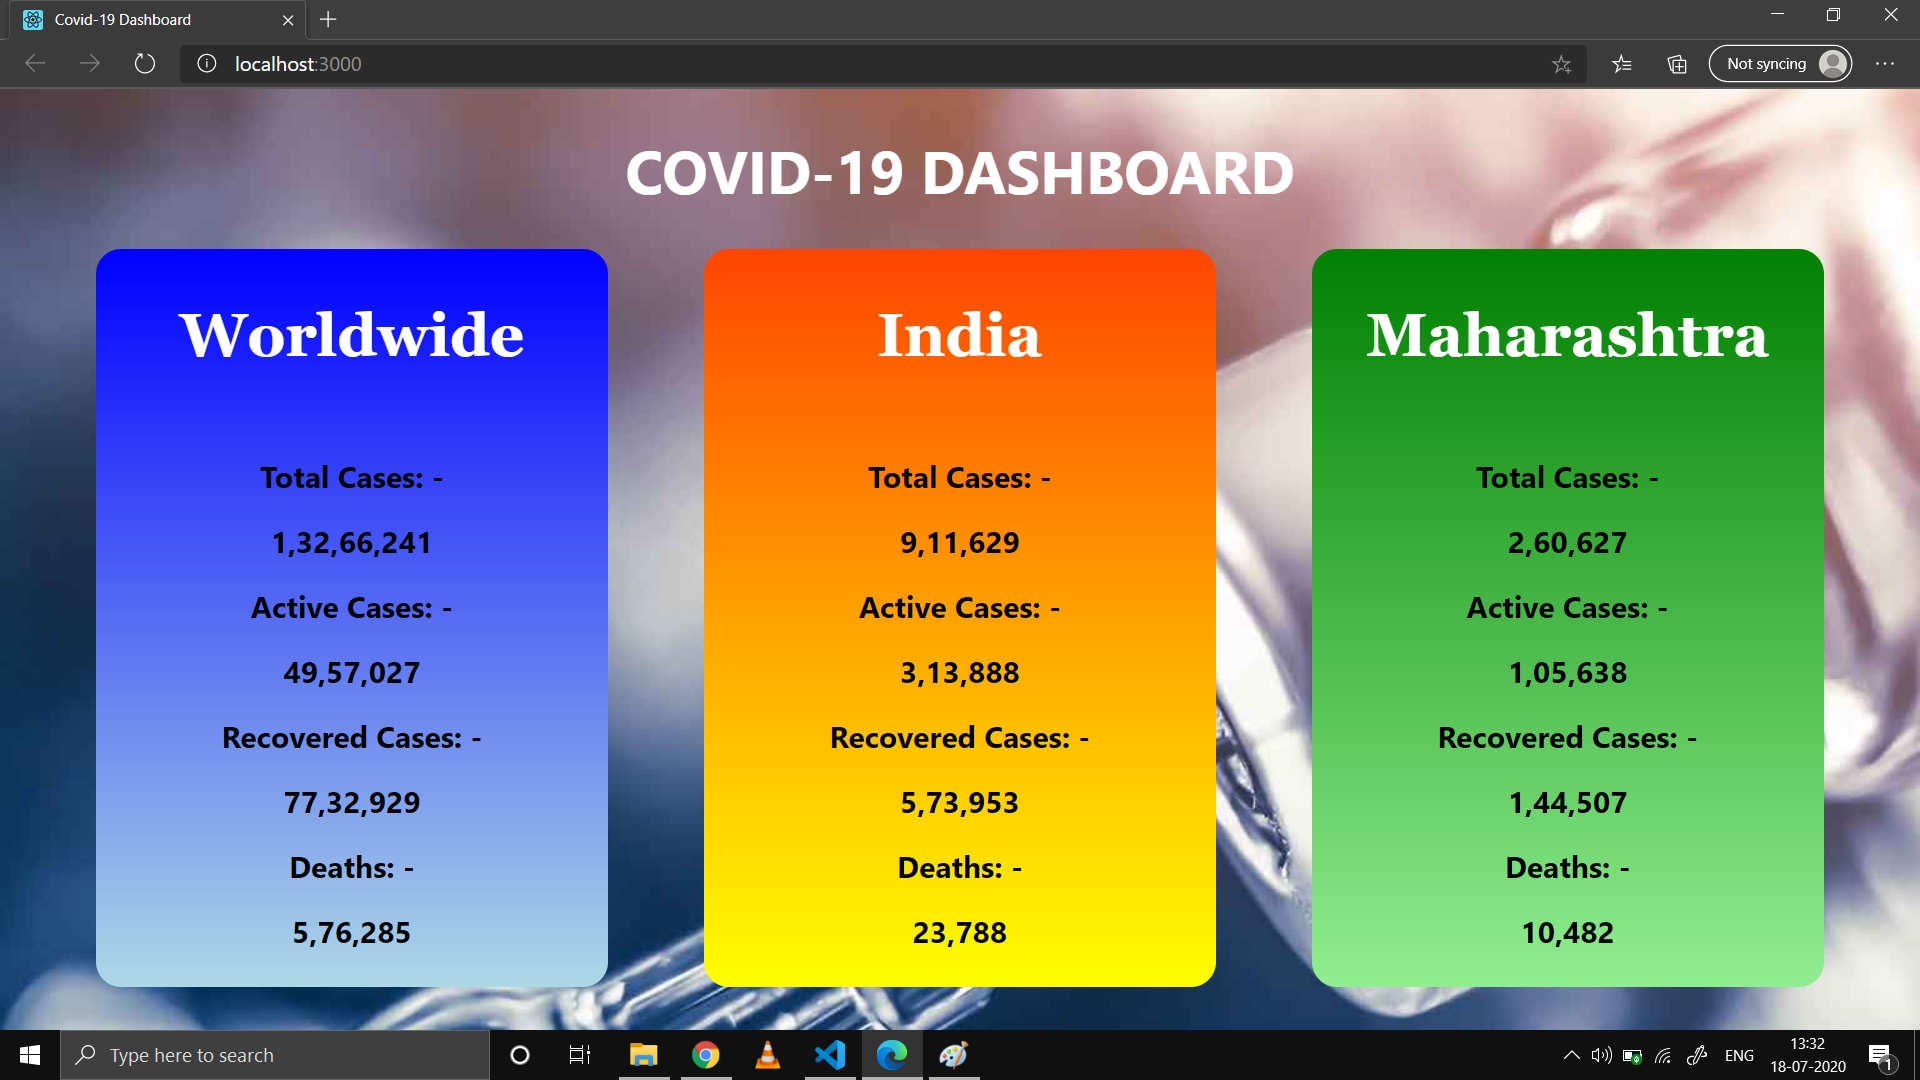 Covid-19 Dashboard
localhost:3000
Not syncing
COVID-19 DASHBOARD
Worldwide
Total Cases: -
1,32,66,241
Active Cases: -
49,57,027
Recovered Cases: -
77,32,929
Deaths: -
5,76,285
India
Total Cases: -
9,11,629
Active Cases: -
3,13,888
Recovered Cases: -
5,73,953
Deaths: -
23,788
Maharashtra
Total Cases: -
2,60,627
Active Cases: -
1,05,638
Recovered Cases: -
1,44,507
Deaths: -
10,482
Type here to search
ENG
13:32
18-07-2020
1